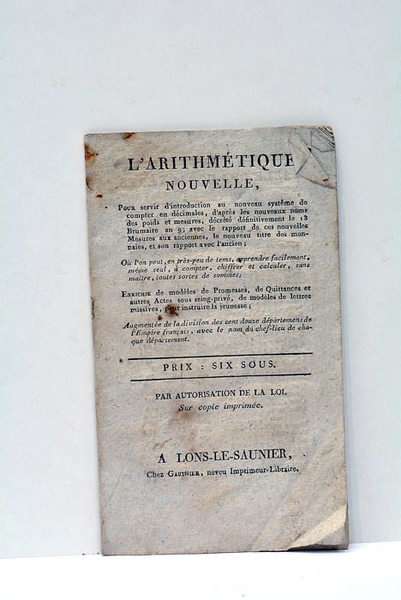 L'ARITHMÉTIQUE
NOUVELLE,
Pour servir d'introduction au nouveau système de
compter en décimales, d'après les nouveaux noms
des poids et mesures, décrété définitivement le 13
Brumaire an 9; avec le rapport de ces nouvelles
Mesures aux anciennes, le nouveau titre des mon-
naies, et son rapport avec l'ancien;
Où l'on peut, en très-peu de tems, apprendre facilement,
même seul, à compter, chiffrer et calculer, sans
maître, toutes sortes de sommes;
Enrichie de modèles de Promesses, de Quittances et
autres Actes sous seing-privé, de modèles de lettres
missives, pour instruire la jeunesse;
Augmentée de la division des cent douze départemens de
l'Empire français, avec le nom du chef-lieu de cha-
que département.
PRIX : SIX SOUS.
PAR AUTORISATION DE LA LOI.
Sur copie imprimée.
A LONS-LE-SAUNIER,
Chez Gauthier, neveu Imprimeur-Libraire.